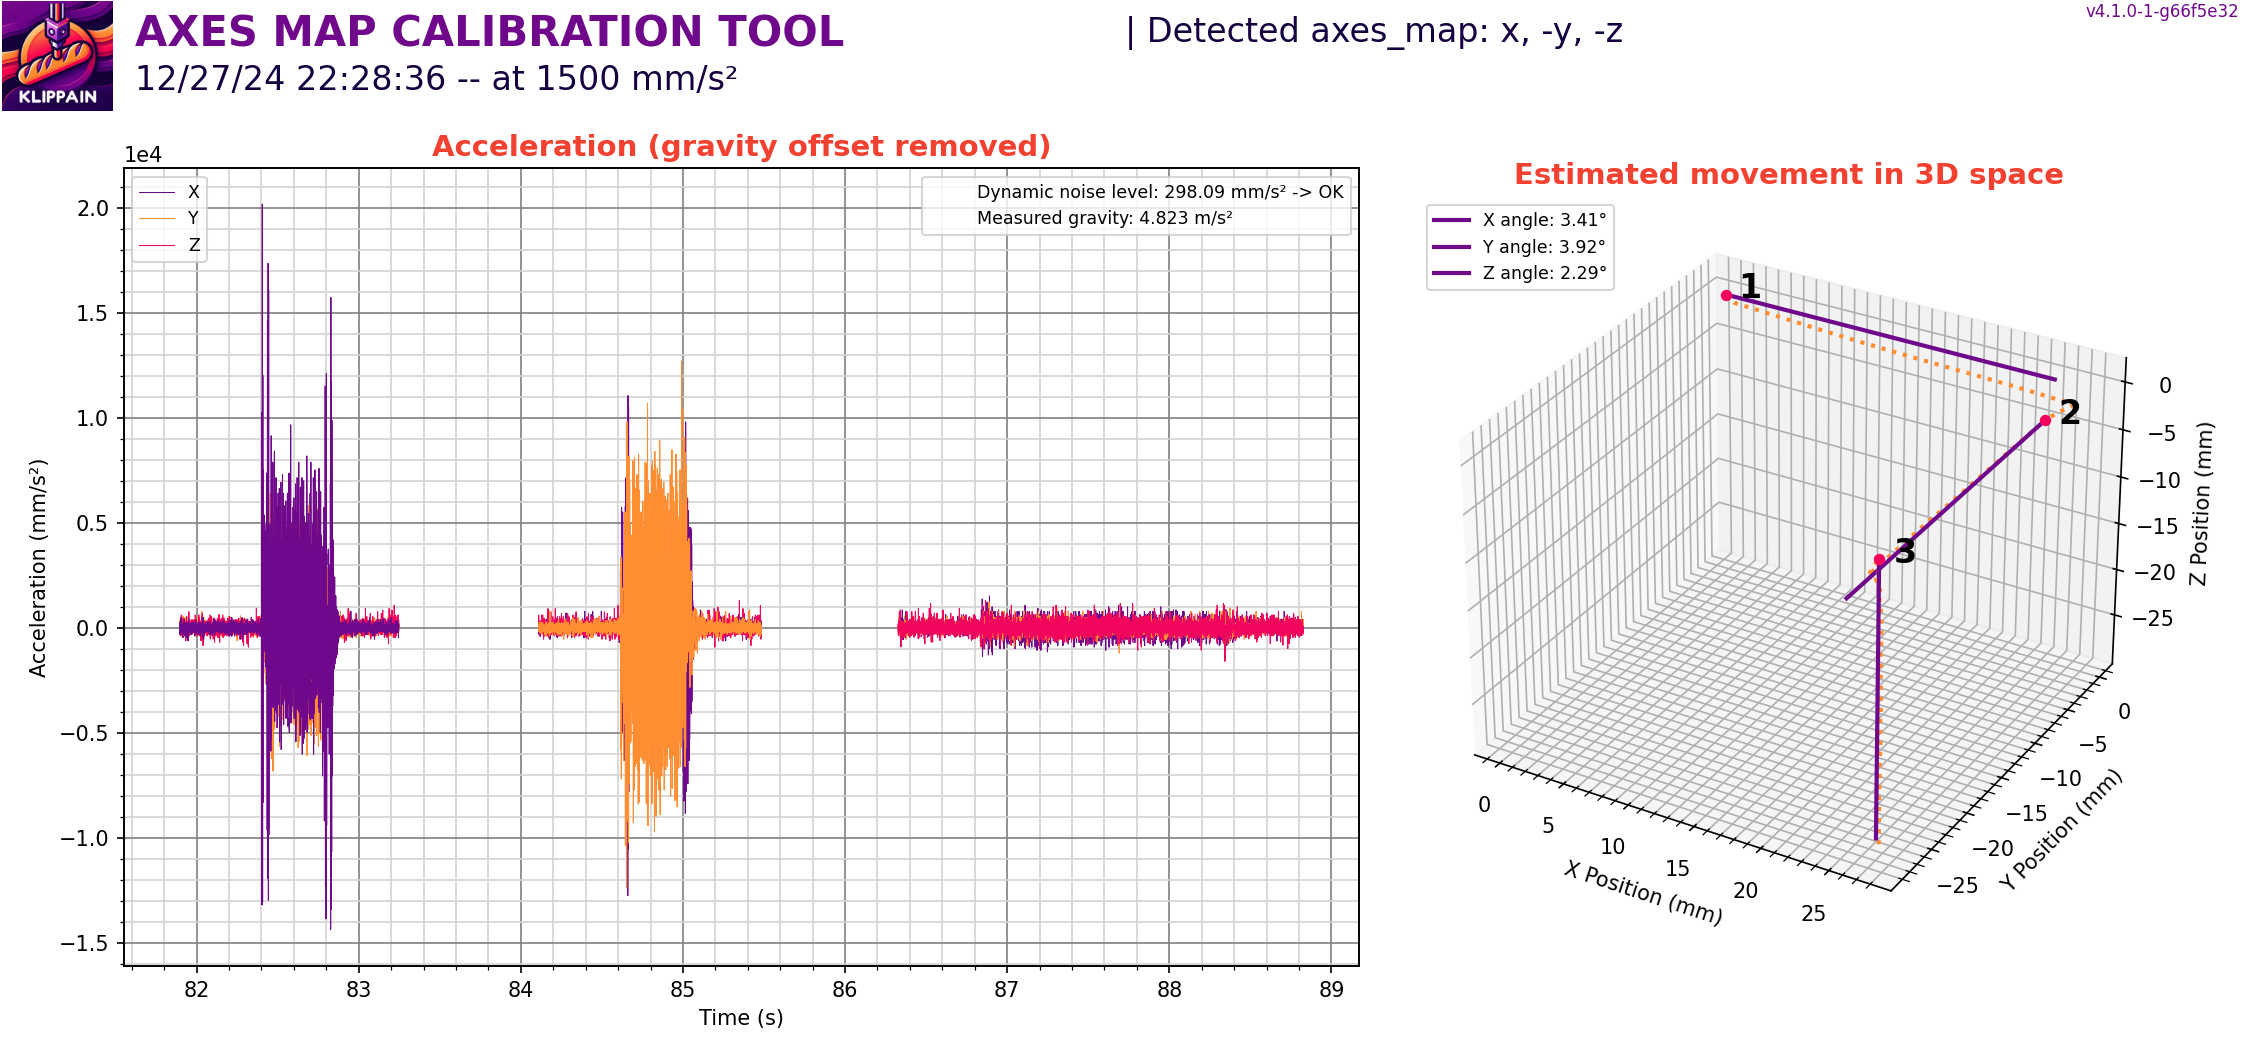 AXES MAP CALIBRATION TOOL
| Detected axes_map: x, -y, -z
v4.1.0-1-g66f5e32
12/27/24 22:28:36 -- at 1500 mm/s²
KLIPPAIN
Acceleration (gravity offset removed)
1e4
X
Y
Z
Dynamic noise level: 298.09 mm/s² -> OK
Measured gravity: 4.823 m/s²
2.0
1.5
1.0
0.5
0.0
−0.5
−1.0
−1.5
Acceleration (mm/s²)
82 83 84 85 86 87 88 89
Time (s)
Estimated movement in 3D space
X angle: 3.41°
Y angle: 3.92°
Z angle: 2.29°
1
2
3
0
−5
−10
−15
−20
−25
Z Position (mm)
0
−5
−10
−15
−20
−25
Y Position (mm)
0
5
10
15
20
25
X Position (mm)